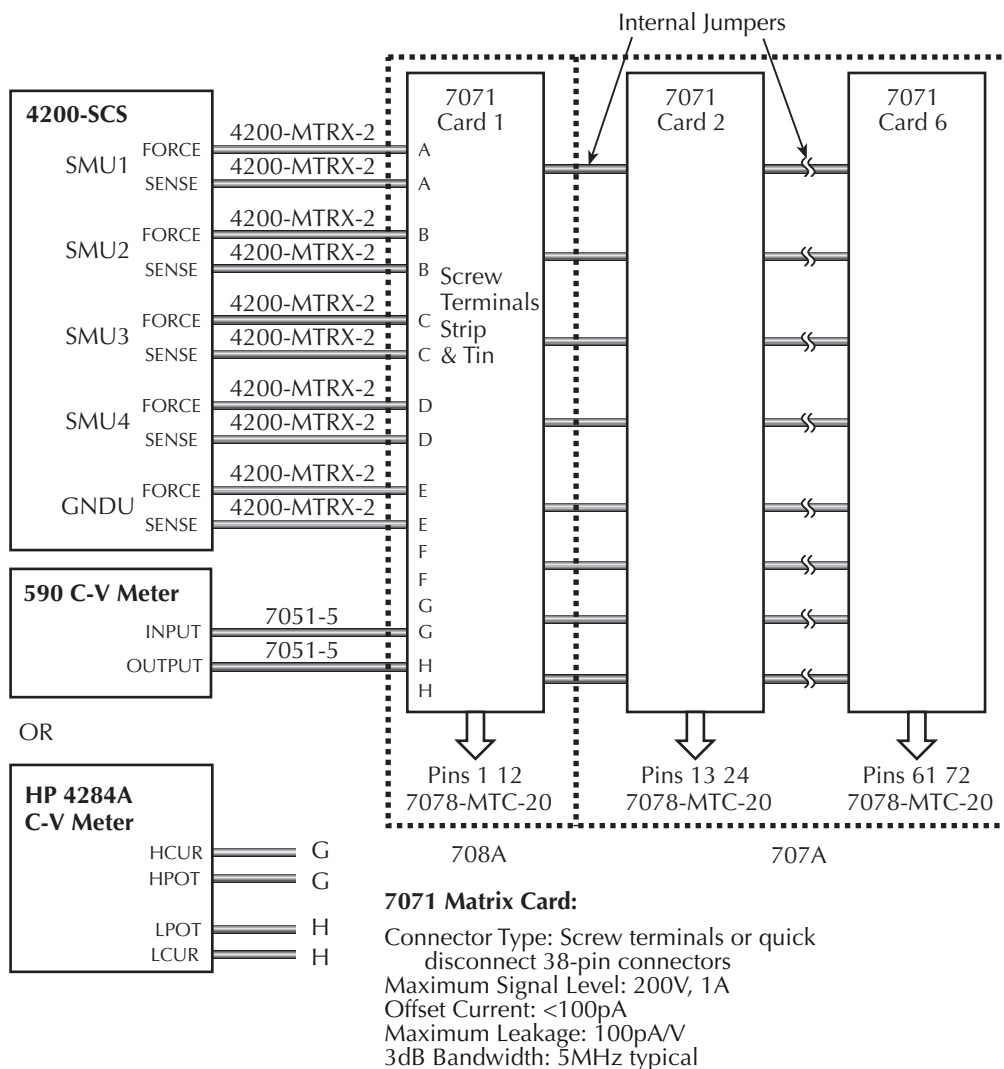 Internal Jumpers
7071
Card 1
7071
Card 2
7071
Card 6
4200-SCS
SMU1
FORCE
4200-MTRX-2
A
SENSE
4200-MTRX-2
A
SMU2
FORCE
4200-MTRX-2
B
SENSE
4200-MTRX-2
B
SMU3
FORCE
4200-MTRX-2
C
SENSE
4200-MTRX-2
C
SMU4
FORCE
4200-MTRX-2
D
SENSE
4200-MTRX-2
D
GNDU
FORCE
4200-MTRX-2
E
SENSE
4200-MTRX-2
E
F
F
G
G
H
H
Screw
Terminals
Strip
& Tin
590 C-V Meter
INPUT
7051-5
OUTPUT
7051-5
OR
HP 4284A
C-V Meter
HCUR
G
HPOT
G
LPOT
H
LCUR
H
Pins 1 12
7078-MTC-20
Pins 13 24
7078-MTC-20
Pins 61 72
7078-MTC-20
708A
707A
7071 Matrix Card:
Connector Type: Screw terminals or quick
disconnect 38-pin connectors
Maximum Signal Level: 200V, 1A
Offset Current: <100pA
Maximum Leakage: 100pA/V
3dB Bandwidth: 5MHz typical